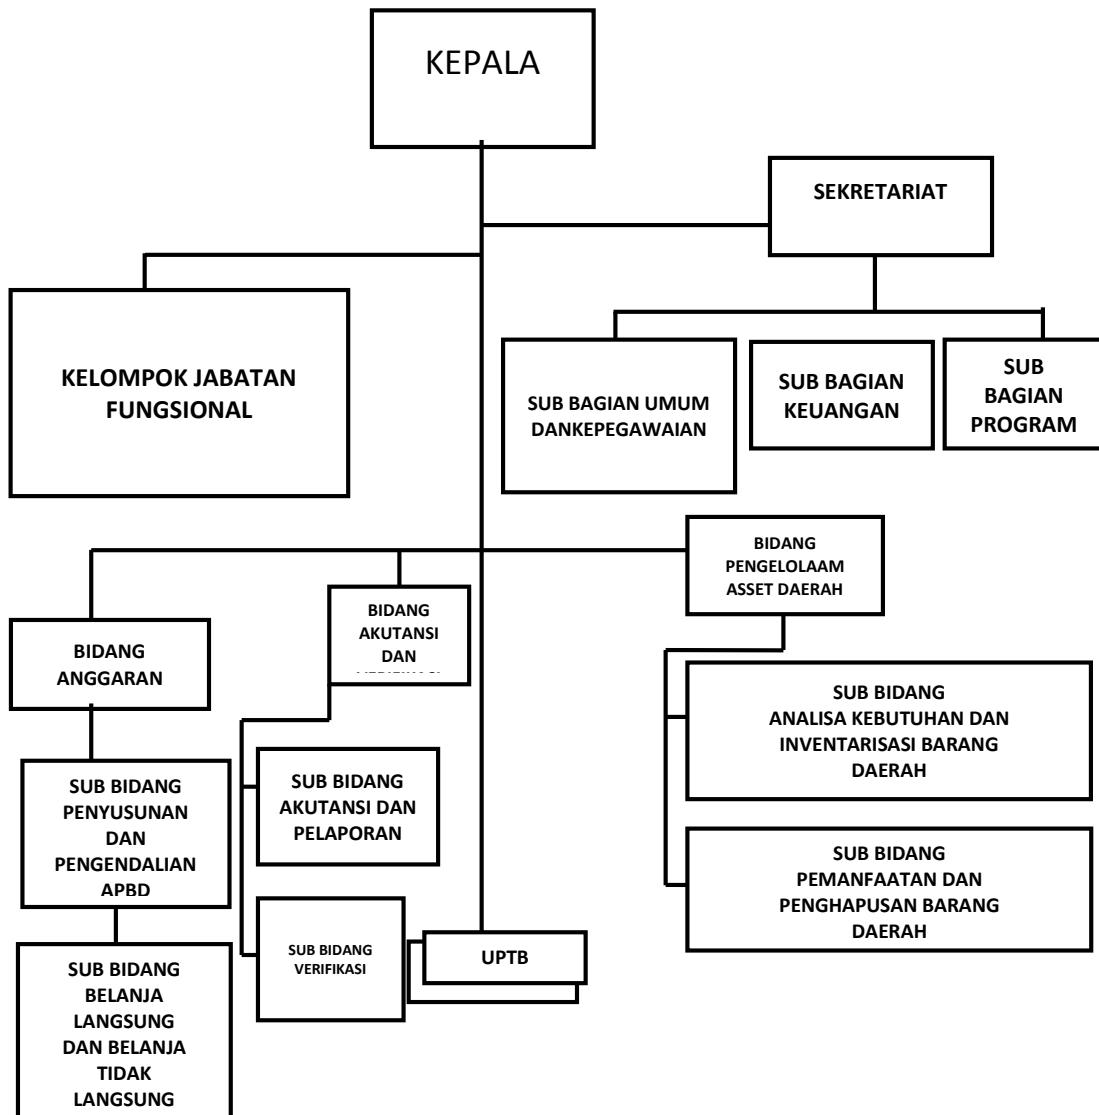 KEPALA
SEKRETARIAT
KELOMPOK JABATAN
FUNGSIONAL
SUB BAGIAN UMUM
DANKEPEGAWAIAN
SUB BAGIAN
KEUANGAN
SUB
BAGIAN
PROGRAM
BIDANG
PENGELOLAAM
ASSET DAERAH
BIDANG
AKUTANSI
DAN
BIDANG
ANGGARAN
SUB BIDANG
ANALISA KEBUTUHAN DAN
INVENTARISASI BARANG
DAERAH
SUB BIDANG
PENYUSUNAN
DAN
PENGENDALIAN
APBD
SUB BIDANG
AKUTANSI DAN
PELAPORAN
SUB BIDANG
PEMANFAATAN DAN
PENGHAPUSAN BARANG
DAERAH
SUB BIDANG
VERIFIKASI
UPTB
SUB BIDANG
BELANJA
LANGSUNG
DAN BELANJA
TIDAK
LANGSUNG